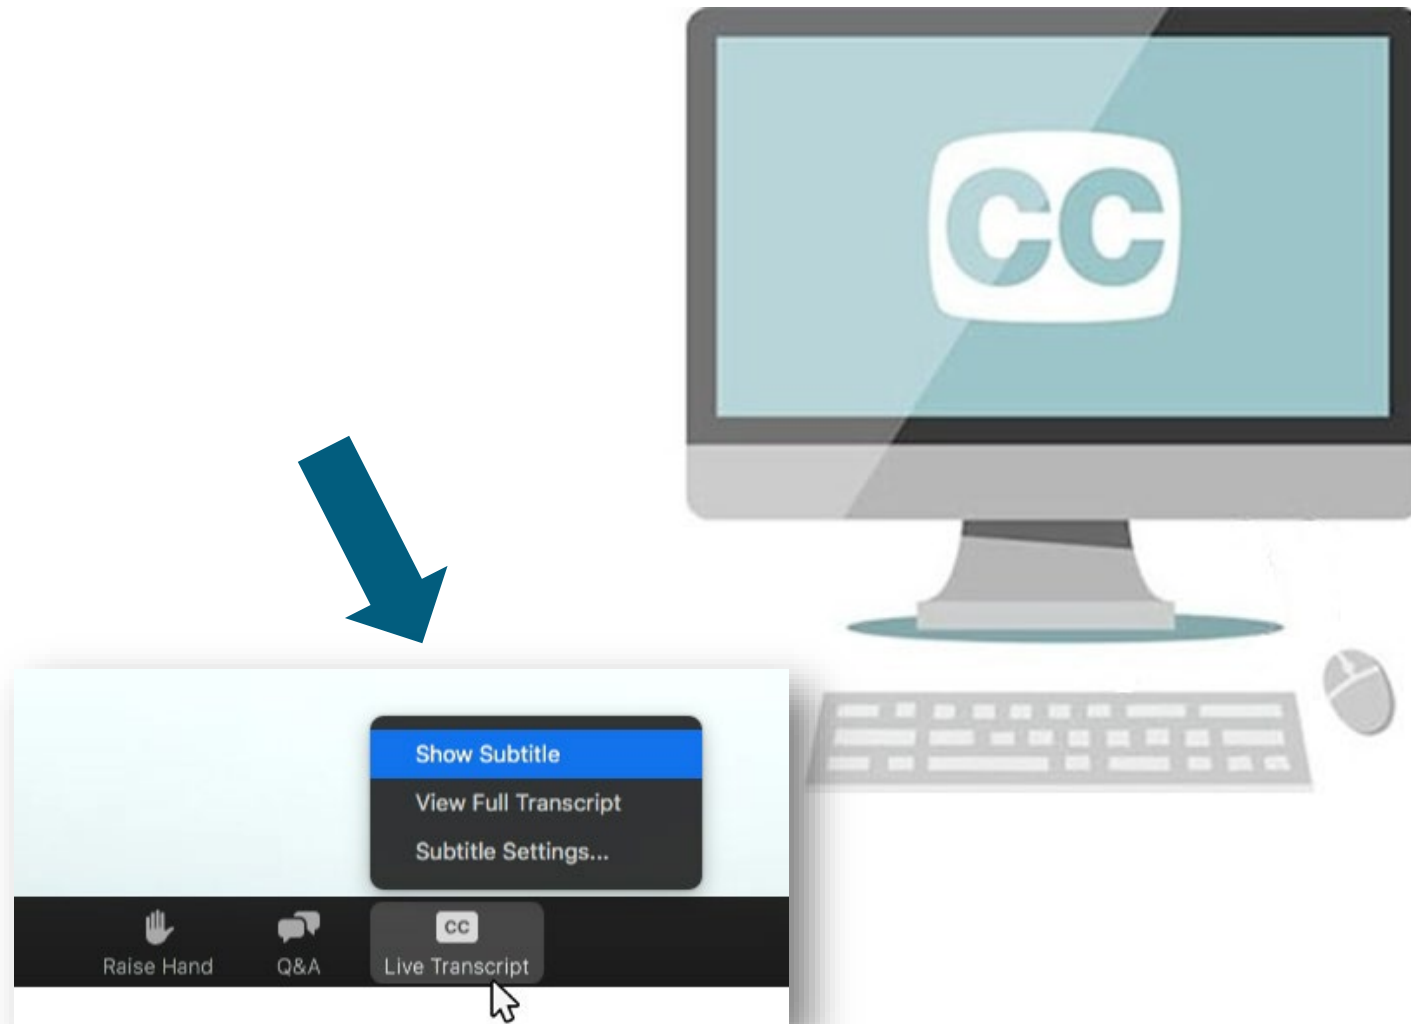 CC
Show Subtitle
View Full Transcript
Subtitle Settings...
CC
Raise Hand
Q&A
Live Transcript